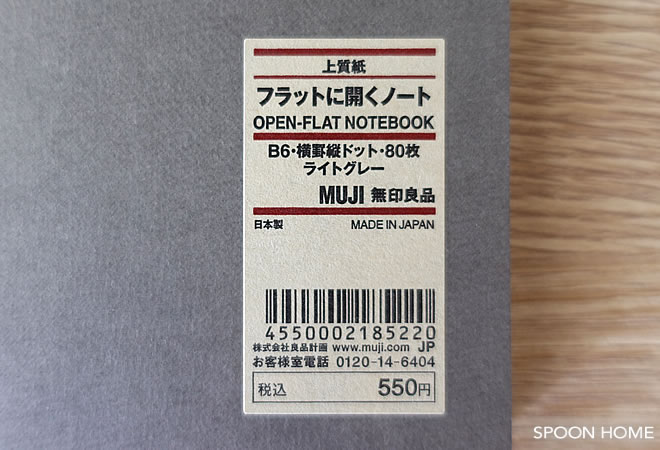 上質紙
フラットに開くノート
OPEN-FLAT NOTEBOOK
B6・横罫縦ドット・80枚
ライトグレー
MUJI 無印良品
日本製 MADE IN JAPAN
4550002185220
株式会社良品計画 www.muji.com JP
お客様室電話 0120-14-6404
税込 550円
SPOON HOME